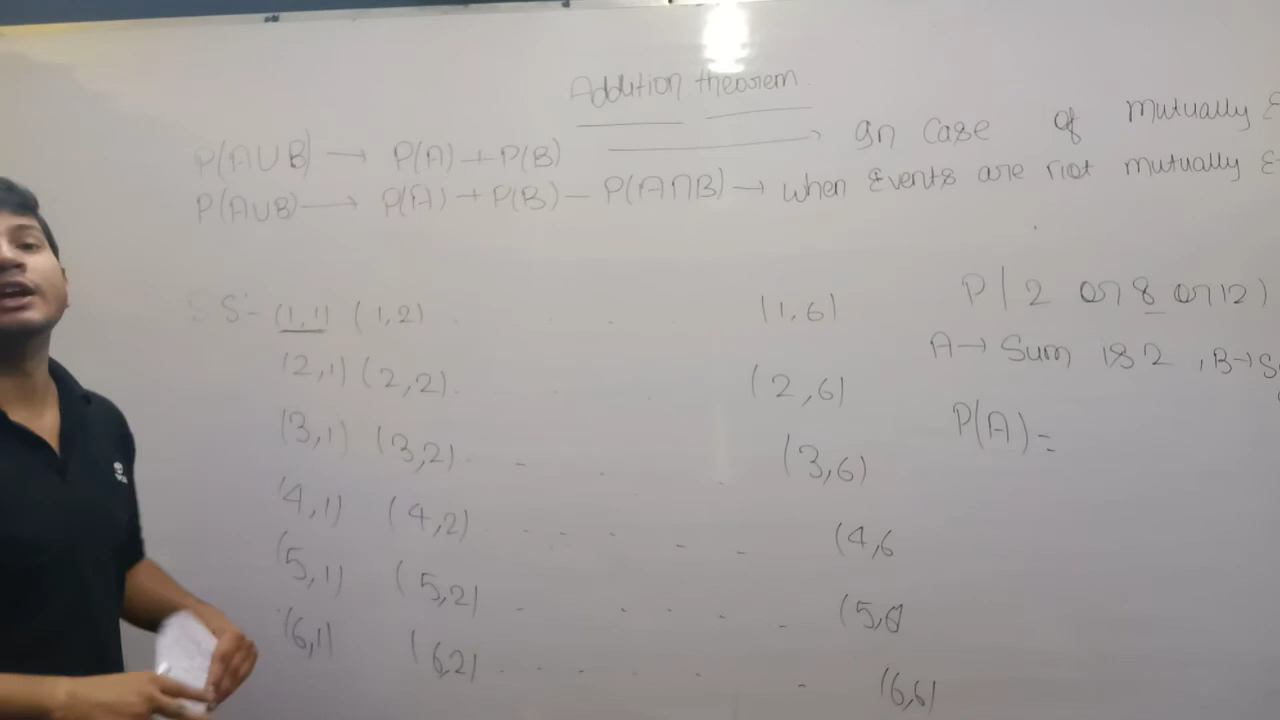 Addition theorem
P(A∪B) → P(A) + P(B) → In case of mutually
P(A∪B) → P(A) + P(B) – P(A∩B) → when Events are not mutually
S- (1,1) (1,2) . . . (1,6)
(2,1) (2,2) . . . (2,6)
(3,1) (3,2) . - . . (3,6)
(4,1) (4,2) . - . - - (4,6
(5,1) (5,2) . . . . - (5,6
(6,1) (6,2) . . . . - (6,6)
P(2 or 8 or 12)
A → Sum is 2 , B →
P(A) =